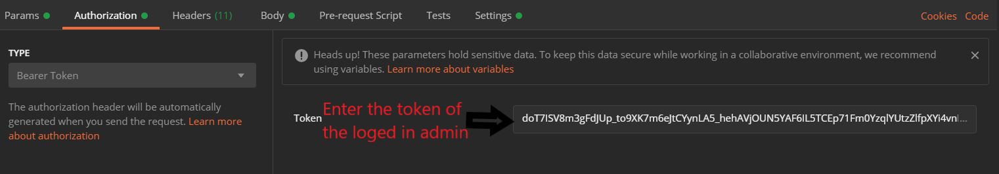 Params Authorization Headers (11) Body Pre-request Script Tests Settings Cookies Code
TYPE
Bearer Token
The authorization header will be automatically
generated when you send the request. Learn more
about authorization
Heads up! These parameters hold sensitive data. To keep this data secure while working in a collaborative environment, we recommend
using variables. Learn more about variables
Token
Enter the token of
the loged in admin
doT7ISV8m3gFdJUp_to9XK7m6eJtCYynLA5_hehAVjOUN5YAF6IL5TCEp71Fm0YzqlYUtzZlfpXYi4vnl...